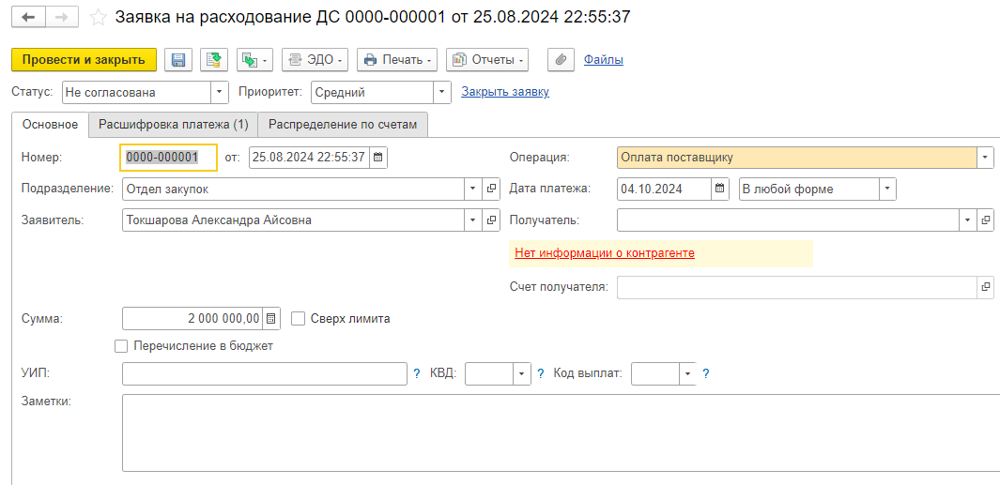 Заявка на расходование ДС 0000-000001 от 25.08.2024 22:55:37
Провести и закрыть ЭДО Печать Отчеты Файлы
Статус: Не согласована Приоритет: Средний Закрыть заявку
Основное Расшифровка платежа (1) Распределение по счетам
Номер: 0000-000001 от: 25.08.2024 22:55:37 Операция: Оплата поставщику
Подразделение: Отдел закупок Дата платежа: 04.10.2024 В любой форме
Заявитель: Токшарова Александра Айсовна Получатель:
Нет информации о контрагенте
Счет получателя:
Сумма: 2 000 000,00 Сверх лимита
Перечисление в бюджет
УИП: ? КВД: ? Код выплат: ?
Заметки: